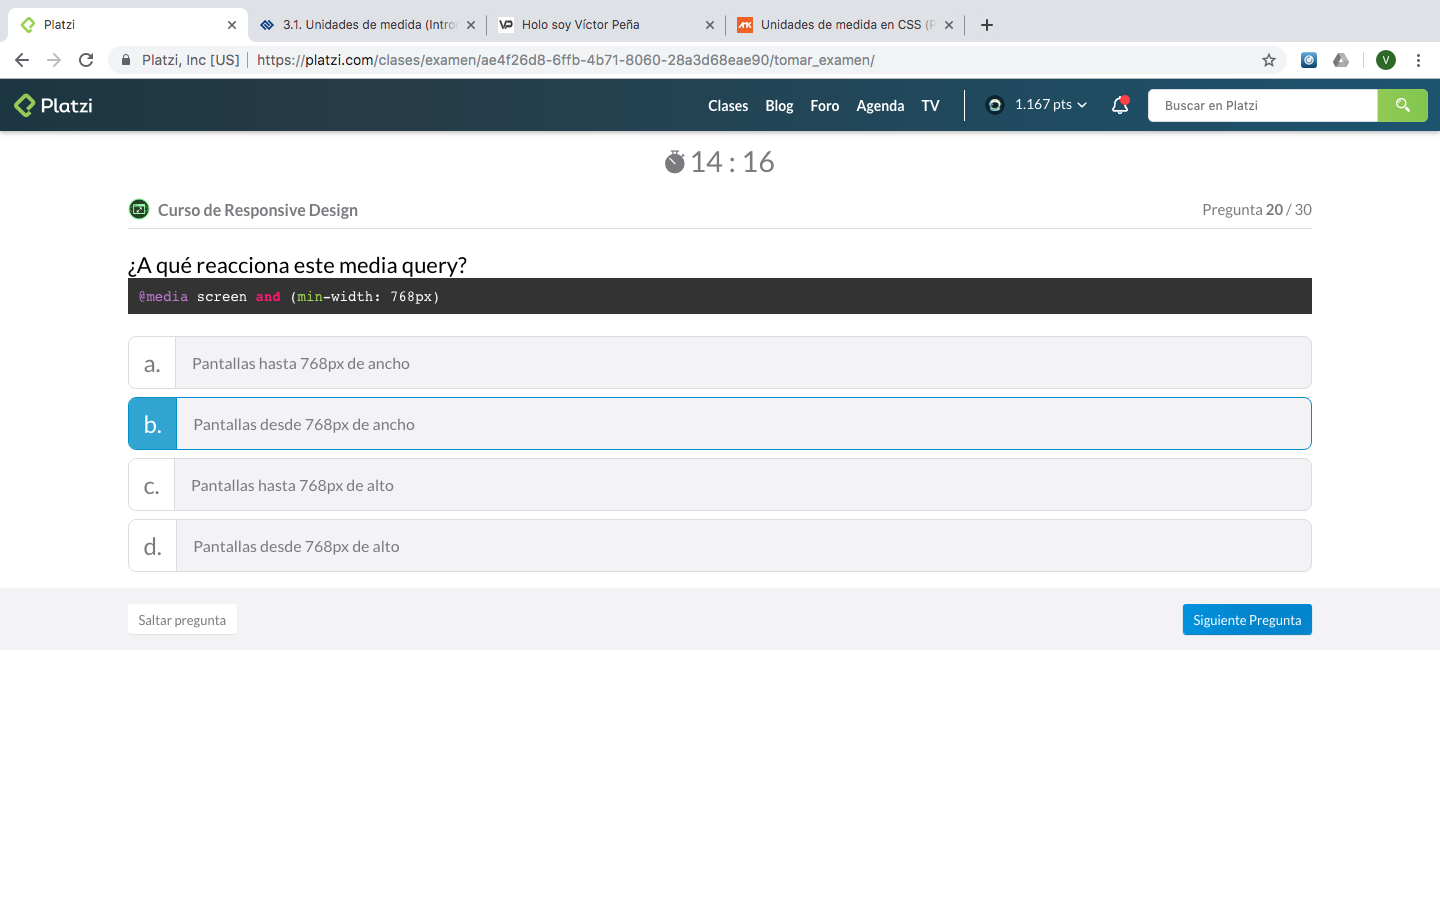 Platzi
3.1. Unidades de medida (Intro
Holo soy Víctor Peña
Unidades de medida en CSS (P
Platzi, Inc [US]
https://platzi.com/clases/examen/ae4f26d8-6ffb-4b71-8060-28a3d68eae90/tomar_examen/
V
Platzi
Clases
Blog
Foro
Agenda
TV
1.167 pts
Buscar en Platzi
14 : 16
Curso de Responsive Design
Pregunta 20 / 30
¿A qué reacciona este media query?
@media screen and (min-width: 768px)
a. Pantallas hasta 768px de ancho
b. Pantallas desde 768px de ancho
c. Pantallas hasta 768px de alto
d. Pantallas desde 768px de alto
Saltar pregunta
Siguiente Pregunta